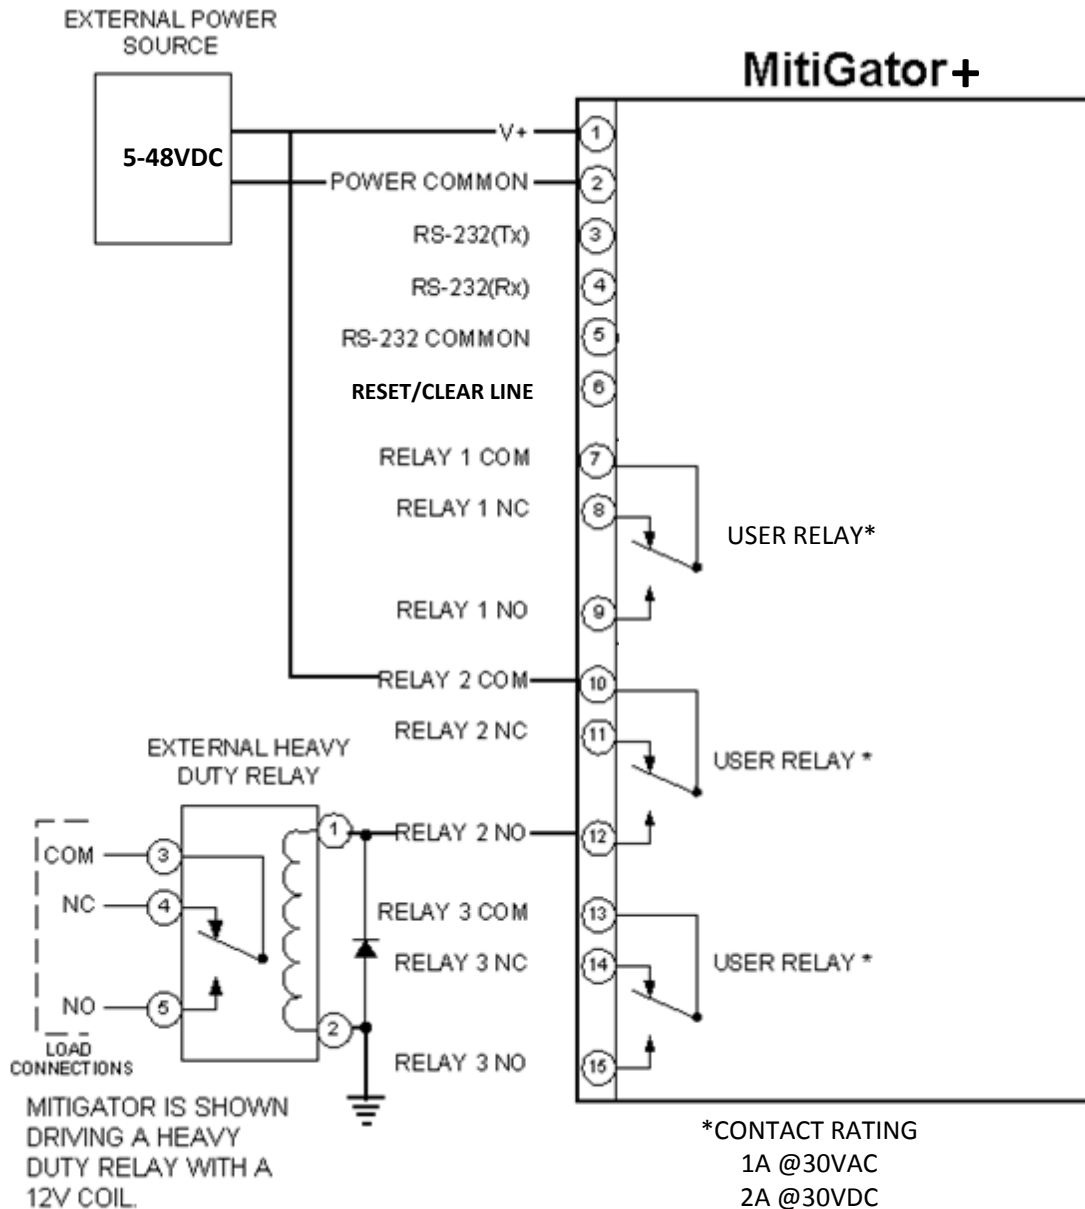 EXTERNAL POWER
SOURCE
MitiGator+
5-48VDC
V+
1
POWER COMMON
2
RS-232(Tx)
3
RS-232(Rx)
4
RS-232 COMMON
5
RESET/CLEAR LINE
6
RELAY 1 COM
7
RELAY 1 NC
8
USER RELAY*
RELAY 1 NO
9
RELAY 2 COM
10
RELAY 2 NC
11
USER RELAY *
RELAY 2 NO
12
RELAY 3 COM
13
RELAY 3 NC
14
USER RELAY *
RELAY 3 NO
15
EXTERNAL HEAVY
DUTY RELAY
1
COM
3
NC
4
NO
5
2
LOAD
CONNECTIONS
MITIGATOR IS SHOWN
DRIVING A HEAVY
DUTY RELAY WITH A
12V COIL.
*CONTACT RATING
1A @30VAC
2A @30VDC